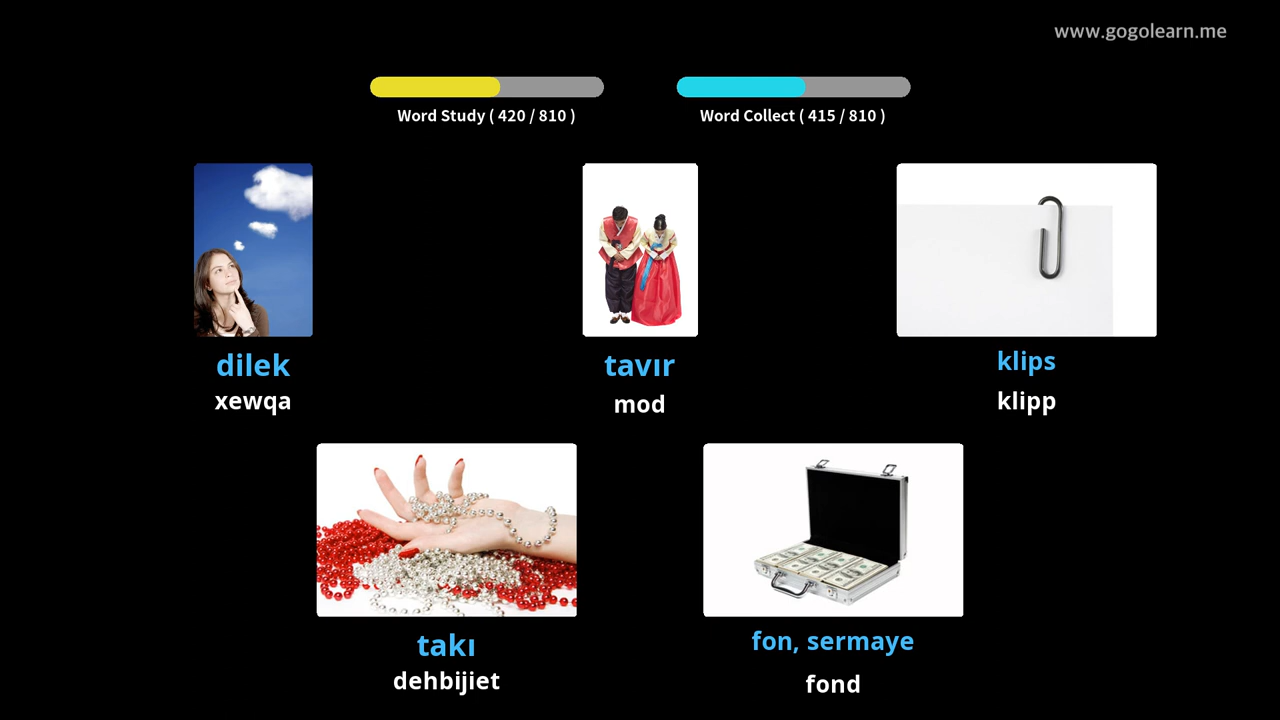 www.gogolearn.me
Word Study ( 420 / 810 )
Word Collect ( 415 / 810 )
dilek
xewqa
tavır
mod
klips
klipp
takı
dehbijiet
fon, sermaye
fond